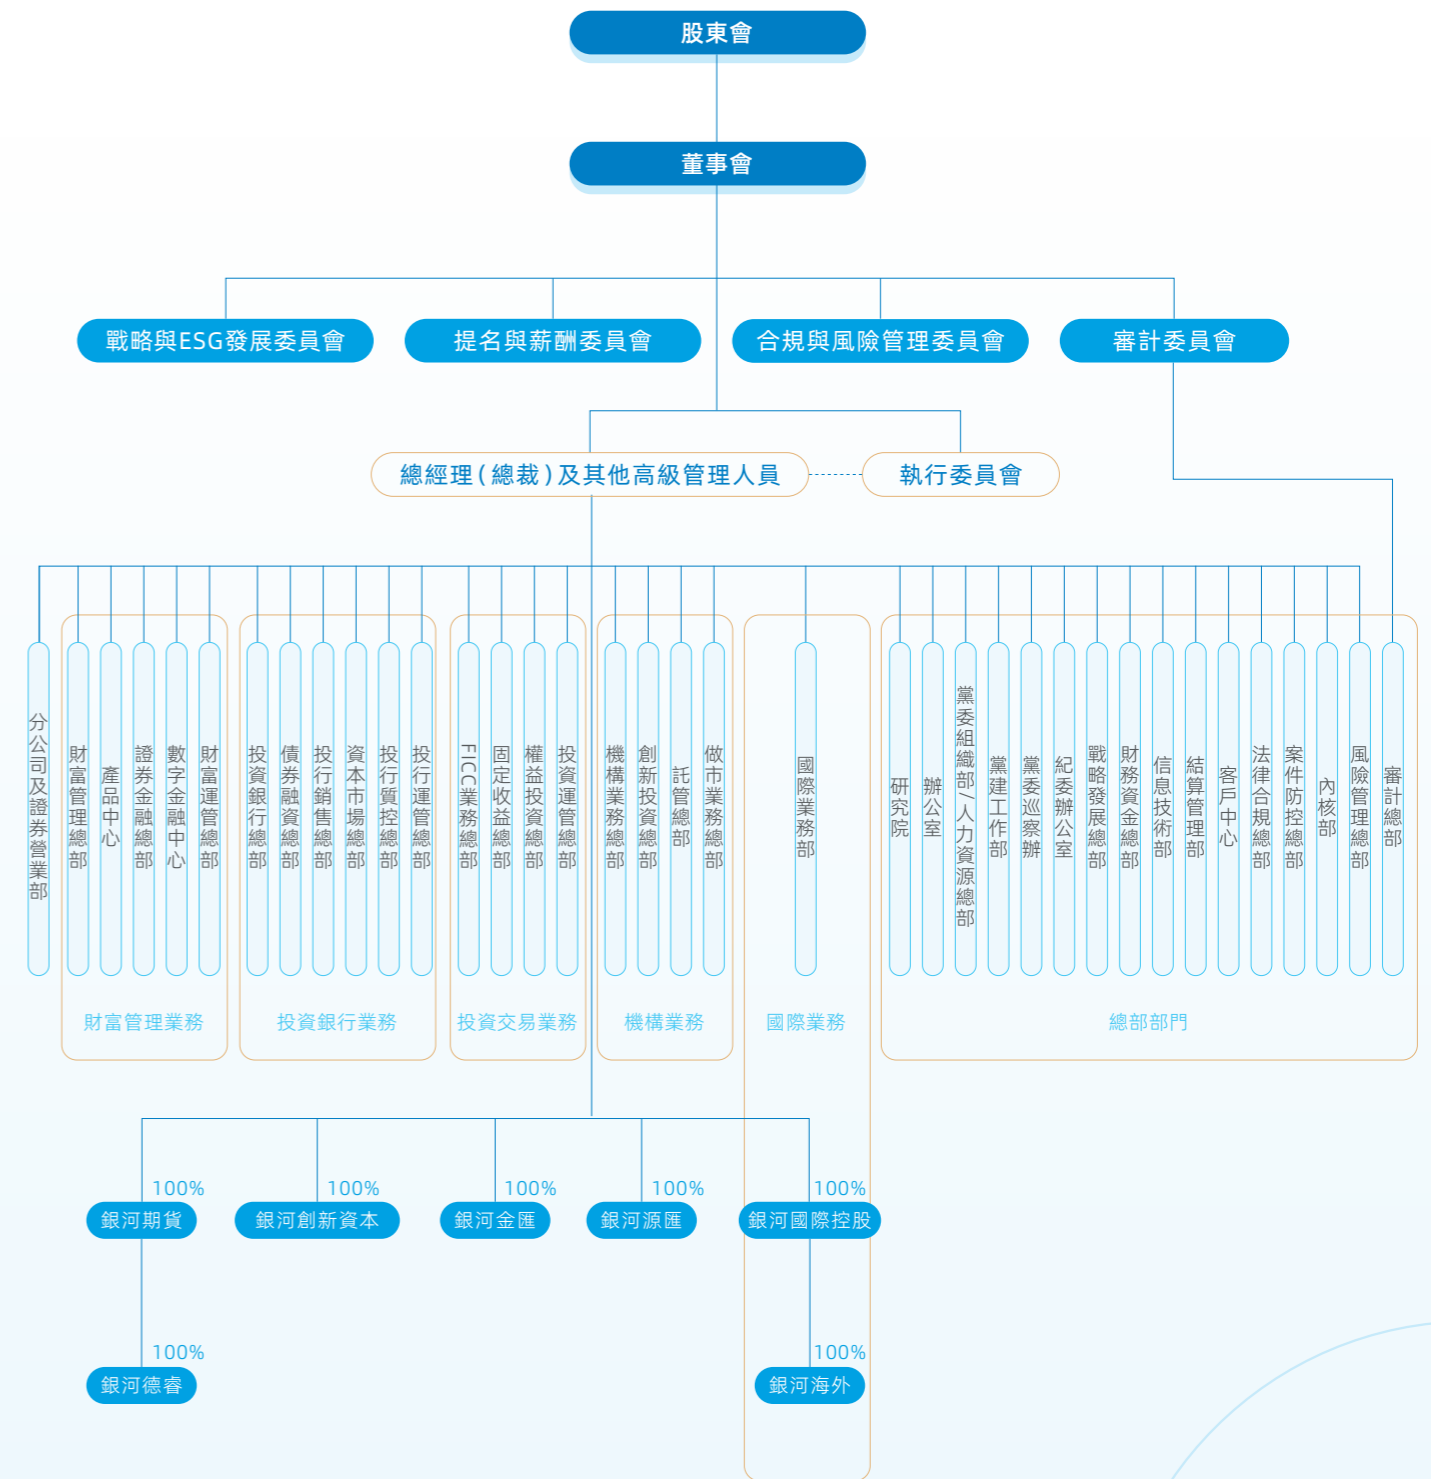 股東會
董事會
戰略與ESG發展委員會
提名與薪酬委員會
合規與風險管理委員會
審計委員會
總經理(總裁)及其他高級管理人員
執行委員會
分公司及證券營業部
財富管理總部
產品中心
證券金融總部
數字金融中心
財富運管總部
財富管理業務
投資銀行總部
債券融資總部
投行銷售總部
資本市場總部
投行質控總部
投行運管總部
投資銀行業務
FICC業務總部
固定收益總部
權益投資總部
投資運管總部
投資交易業務
機構業務總部
創新投資總部
託管總部
做市業務總部
機構業務
國際業務部
國際業務
研究院
辦公室
黨委組織部/人力資源總部
黨建工作部
黨委巡察辦
紀委辦公室
戰略發展總部
財務資金總部
信息技術部
結算管理部
客戶中心
法律合規總部
案件防控總部
內核部
風險管理總部
審計總部
總部部門
100%
銀河期貨
100%
銀河創新資本
100%
銀河金匯
100%
銀河源匯
100%
銀河國際控股
100%
銀河德睿
100%
銀河海外